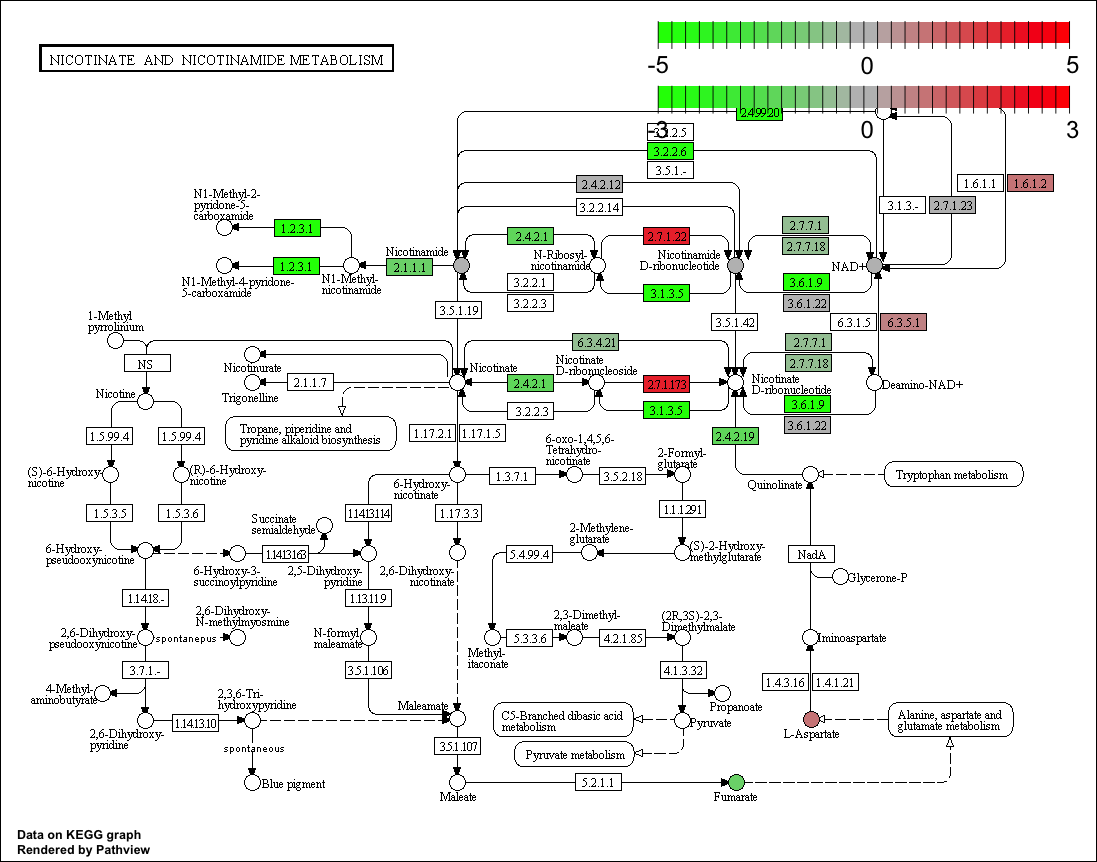 NICOTINATE AND NICOTINAMIDE METABOLISM
-5 0 5
-3 0 3
2.4.99.20
3.2.2.5
3.2.2.6
3.5.1.-
2.4.2.12
3.2.2.14
1.6.1.1 1.6.1.2
3.1.3.- 2.7.1.23
N1-Methyl-2-
pyridone-5-
carboxamide
1.2.3.1
2.4.2.1
2.7.1.22
2.7.7.1
2.7.7.18
Nicotinamide
N-Ribosyl-
nicotinamide
Nicotinamide
D-ribonucleotide
NAD+
1.2.3.1
2.1.1.1
N1-Methyl-4-pyridone-
5-carboxamide
N1-Methyl-
nicotinamide
3.2.2.1
3.2.2.3
3.1.3.5
3.6.1.9
3.6.1.22
3.5.1.19
3.5.1.42
6.3.1.5 6.3.5.1
1-Methyl
pyrrolinium
NS
Nicotine
Nicotinurate
Trigonelline
2.1.1.7
6.3.4.21
Nicotinate
Nicotinate
D-ribonucleoside
Nicotinate
D-ribonucleotide
2.7.7.1
2.7.7.18
Deamino-NAD+
2.4.2.1
2.7.1.173
3.2.2.3
3.1.3.5
3.6.1.9
3.6.1.22
Tropane, piperidine and
pyridine alkaloid biosynthesis
1.5.99.4 1.5.99.4
1.17.2.1 1.17.1.5
2.4.2.19
(S)-6-Hydroxy-
nicotine
(R)-6-Hydroxy-
nicotine
6-Hydroxy-
nicotinate
6-oxo-1,4,5,6-
Tetrahydro-
nicotinate
2-Formyl-
glutarate
1.3.7.1
3.5.2.18
Quinolinate
Tryptophan metabolism
1.5.3.5 1.5.3.6
1.14.13.114
1.17.3.3
1.1.1.291
Succinate
semialdehyde
2-Methylene-
glutarate
(S)-2-Hydroxy-
methylglutarate
6-Hydroxy-
pseudooxynicotine
6-Hydroxy-3-
succinoylpyridine
1.14.13.163
2,5-Dihydroxy-
pyridine
2,6-Dihydroxy-
nicotinate
5.4.99.4
NadA
Glycerone-P
1.14.18.-
1.13.11.9
2,6-Dihydroxy-
pseudooxynicotine
spontanepus
2,6-Dihydroxy-
N-methylmyosmine
N-formyl
maleamate
Methyl-
itaconate
5.3.3.6
2,3-Dimethyl-
maleate
4.2.1.85
(2R,3S)-2,3-
Dimethylmalate
Iminoaspartate
3.7.1.-
3.5.1.106
4.1.3.32
1.4.3.16 1.4.1.21
4-Methyl-
aminobutyrate
2,3,6-Tri-
hydroxypyridine
Maleamate
Propanoate
2,6-Dihydroxy-
pyridine
1.14.13.10
C5-Branched dibasic acid
metabolism
Pyruvate
L-Aspartate
Alanine, aspartate and
glutamate metabolism
spontaneous
3.5.1.107
Pyruvate metabolism
Blue pigment
Maleate
5.2.1.1
Fumarate
Data on KEGG graph
Rendered by Pathview